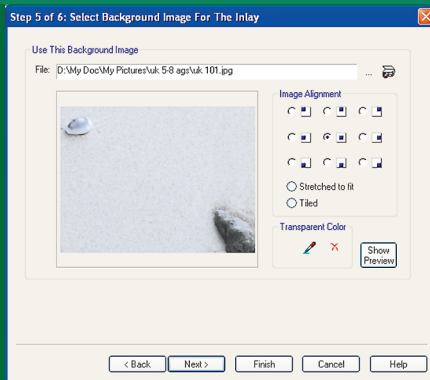 Step 5 of 6: Select Background Image For The Inlay
Use This Background Image
File: D:\My Doc\My Pictures\uk 5-8 ags\uk 101.jpg ...
Image Alignment
Stretched to fit
Tiled
Transparent Color
Show
Preview
< Back Next > Finish Cancel Help